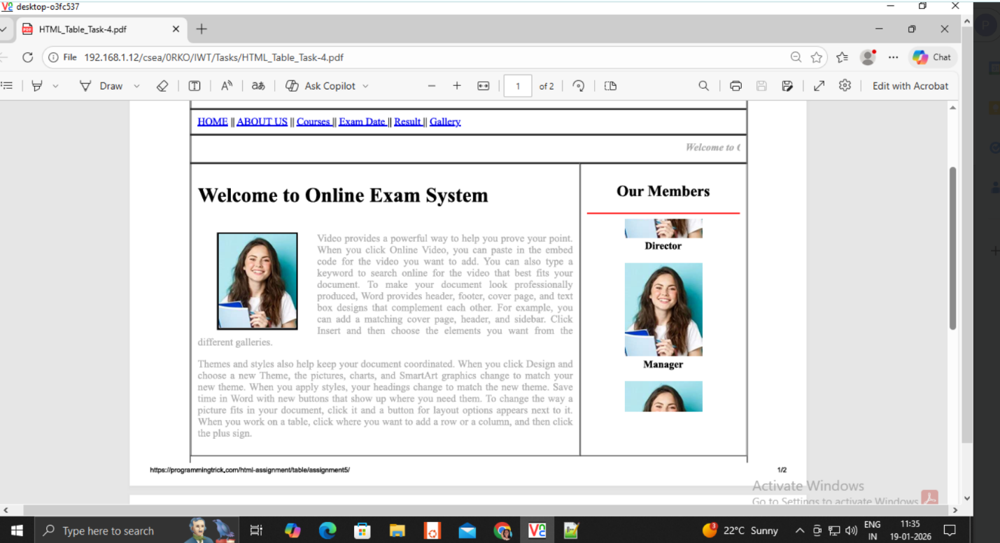 desktop-o3fc537
HTML_Table_Task-4.pdf
File 192.168.1.12/csea/0RKO/IWT/Tasks/HTML_Table_Task-4.pdf
Chat
Draw
aあ
Ask Copilot
1 of 2
Edit with Acrobat
HOME || ABOUT US || Courses || Exam Date || Result || Gallery
Welcome to
Welcome to Online Exam System
Video provides a powerful way to help you prove your point.
When you click Online Video, you can paste in the embed
code for the video you want to add. You can also type a
keyword to search online for the video that best fits your
document. To make your document look professionally
produced, Word provides header, footer, cover page, and text
box designs that complement each other. For example, you
can add a matching cover page, header, and sidebar. Click
Insert and then choose the elements you want from the
different galleries.
Themes and styles also help keep your document coordinated. When you click Design and
choose a new Theme, the pictures, charts, and SmartArt graphics change to match your
new theme. When you apply styles, your headings change to match the new theme. Save
time in Word with new buttons that show up where you need them. To change the way a
picture fits in your document, click it and a button for layout options appears next to it.
When you work on a table, click where you want to add a row or a column, and then click
the plus sign.
Our Members
Director
Manager
https://programmingtrick.com/html-assignment/table/assignment5/
1/2
Activate Windows
Go to Settings to activate Windows.
Type here to search
3
22°C Sunny
ENG
IN
11:35
19-01-2026